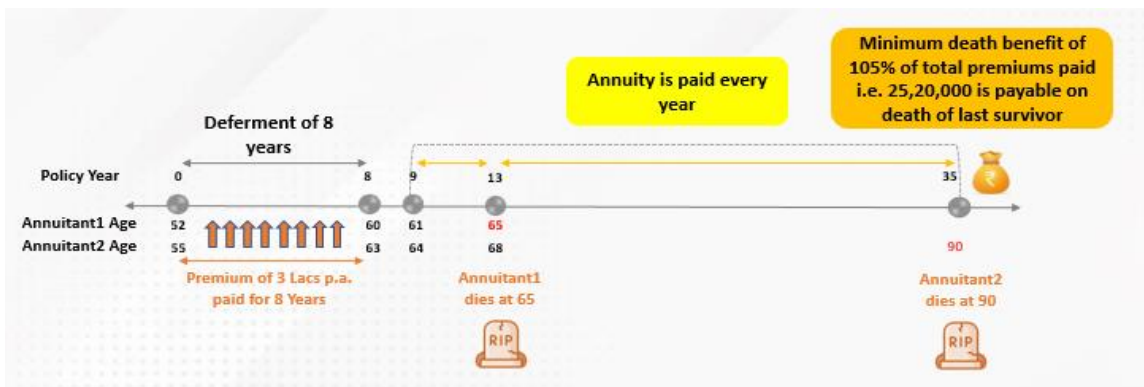 Minimum death benefit of
105% of total premiums paid
i.e. 25,20,000 is payable on
death of last survivor
Annuity is paid every
year
Deferment of 8
years
Policy Year 0 8 9 13 35
Annuitant1 Age 52 60 61 65
Annuitant2 Age 55 63 64 68 90
Premium of 3 Lacs p.a.
paid for 8 Years
Annuitant1
dies at 65
Annuitant2
dies at 90
RIP
RIP
₹